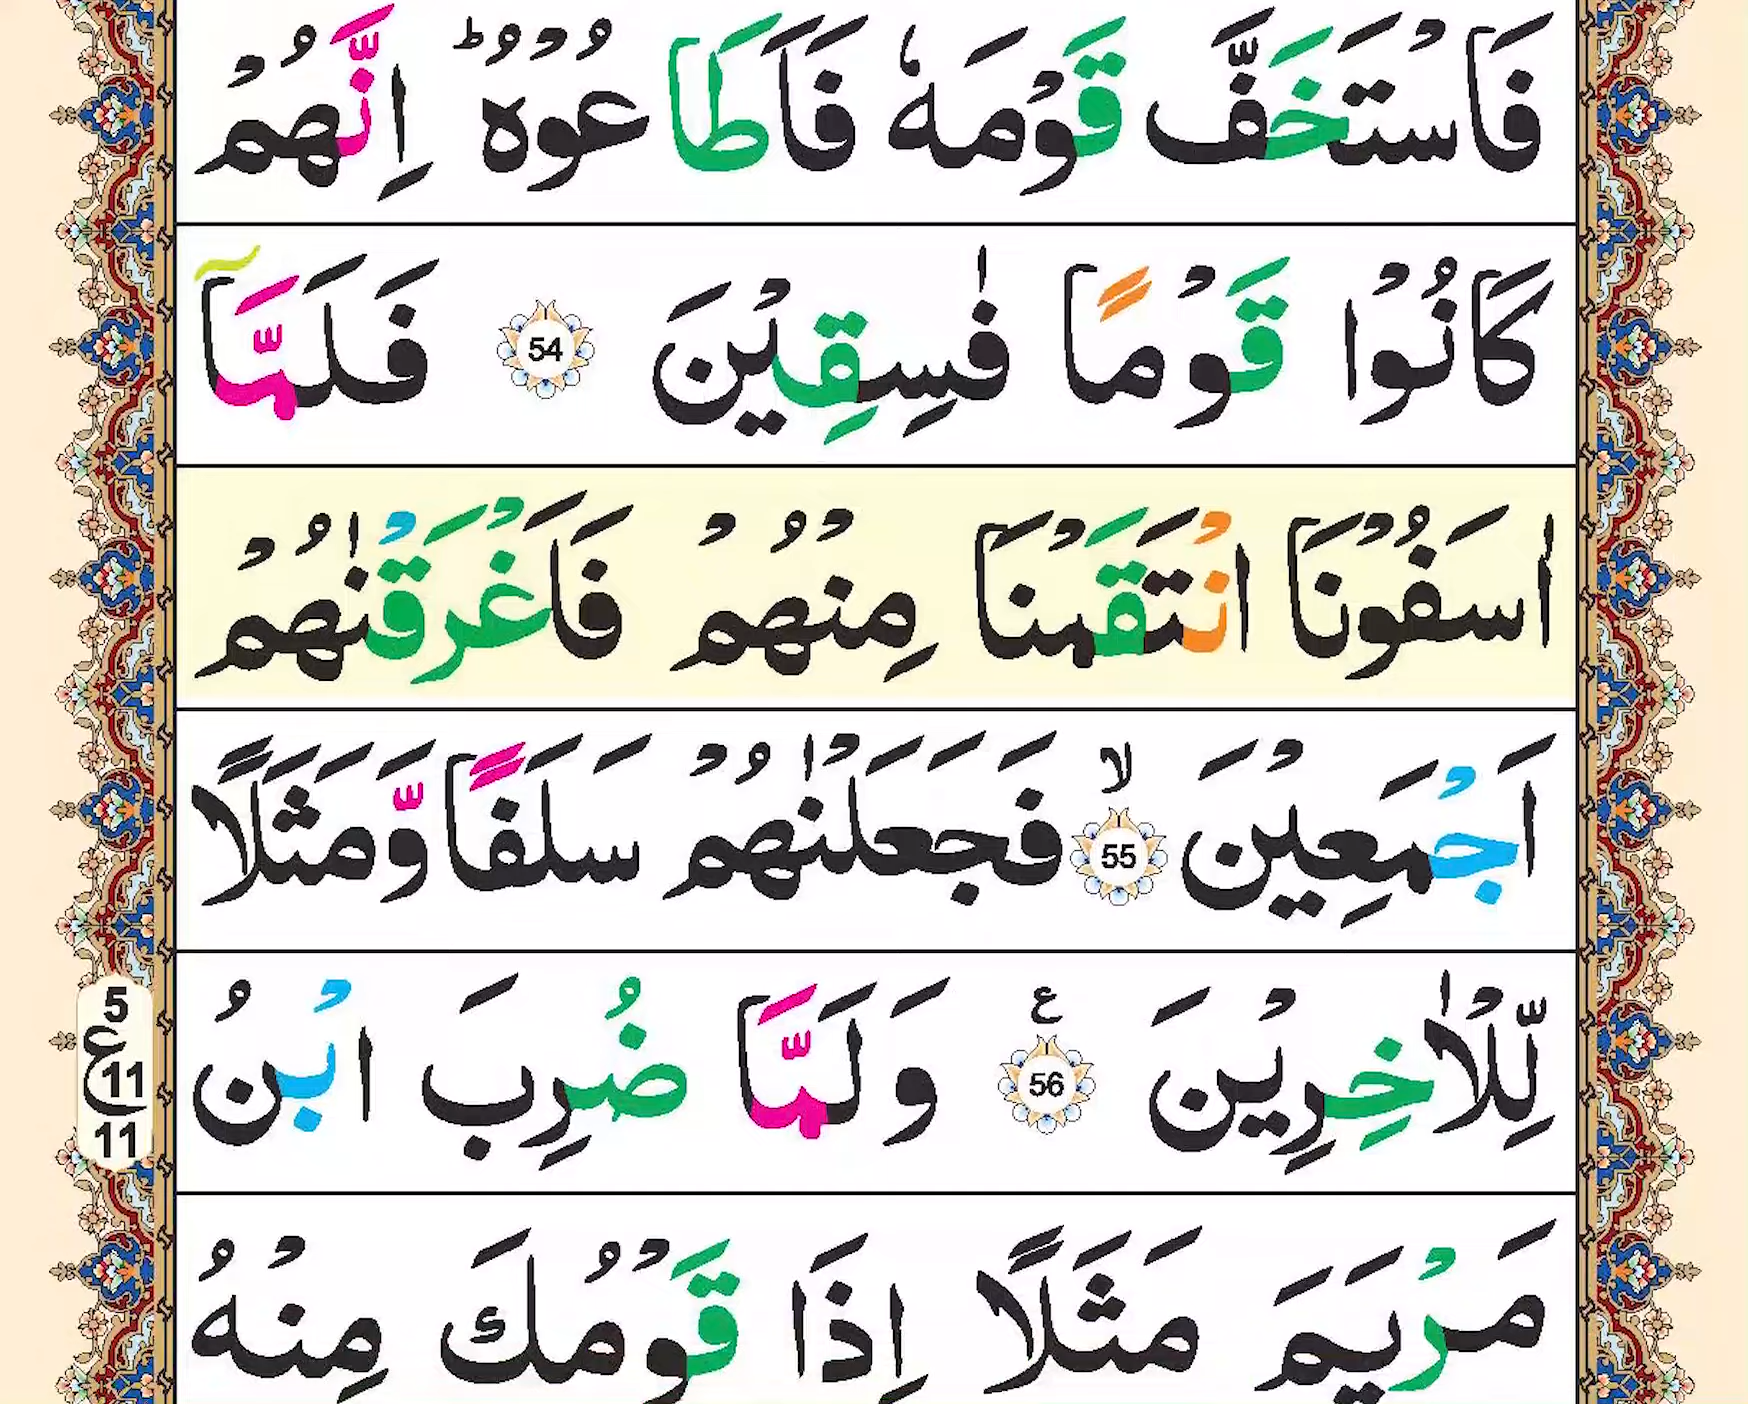 فَاسْتَخَفَّ قَوْمَهٗ فَاَطَاعُوْهُ ؕ اِنَّهُمْ
كَانُوْا قَوْمًا فٰسِقِيْنَ 54 فَلَمَّاۤ
اٰسَفُوْنَا انْتَقَمْنَا مِنْهُمْ فَاَغْرَقْنٰهُمْ
اَجْمَعِيْنَ ۙ 55 فَجَعَلْنٰهُمْ سَلَفًا وَّمَثَلًا
لِّلْاٰخِرِيْنَ ع 56 وَلَمَّا ضُرِبَ ابْنُ
5
ع 11
11
مَرْيَمَ مَثَلًا اِذَا قَوْمُكَ مِنْهُ